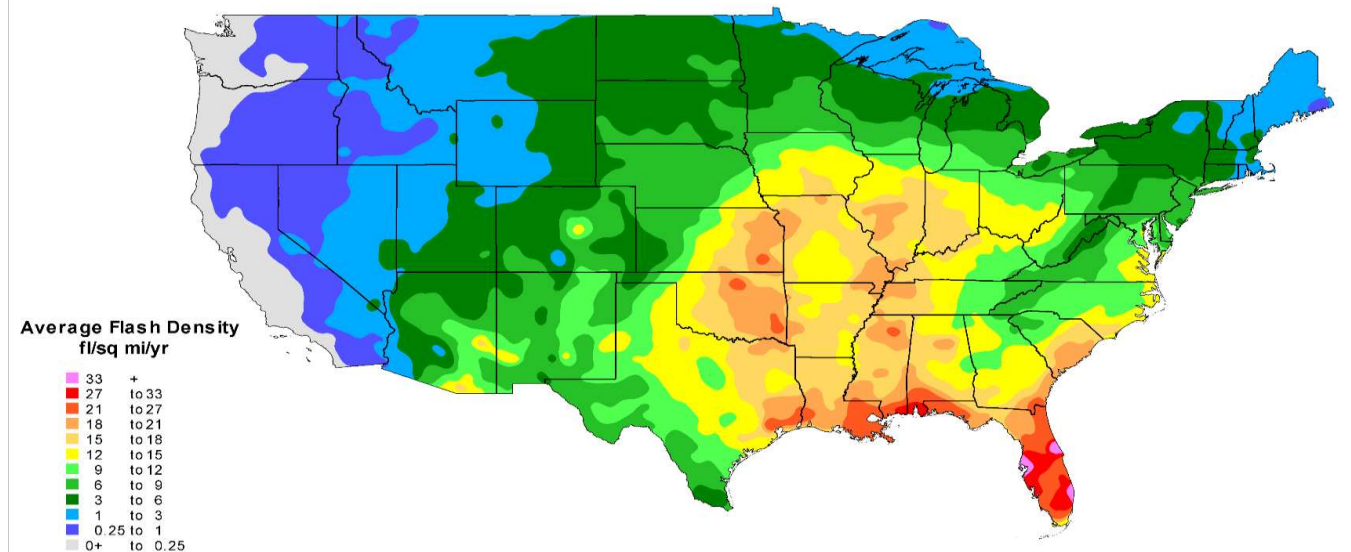 Average Flash Density
fl/sq mi/yr
33 +
27 to 33
21 to 27
18 to 21
15 to 18
12 to 15
9 to 12
6 to 9
3 to 6
1 to 3
0.25 to 1
0+ to 0.25